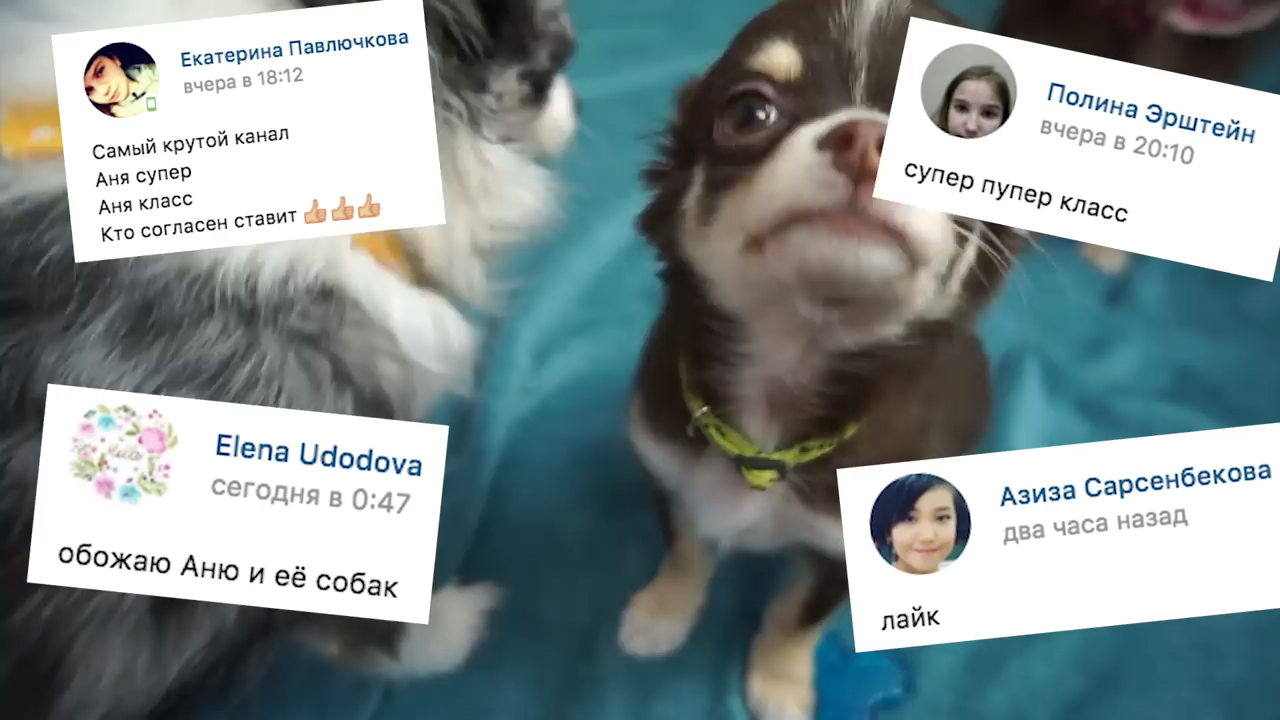 Екатерина Павлючкова
вчера в 18:12
Самый крутой канал
Аня супер
Аня класс
Кто согласен ставит 👍🏼👍🏼👍🏼
Полина Эрштейн
вчера в 20:10
супер пупер класс
Hello
Elena Udodova
сегодня в 0:47
обожаю Аню и её собак
Азиза Сарсенбекова
два часа назад
лайк